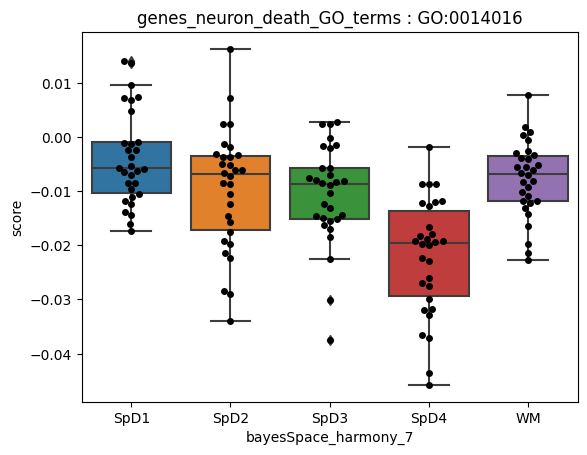 genes_neuron_death_GO_terms : GO:0014016
0.01
0.00
−0.01
−0.02
−0.03
−0.04
score
SpD1 SpD2 SpD3 SpD4 WM
bayesSpace_harmony_7